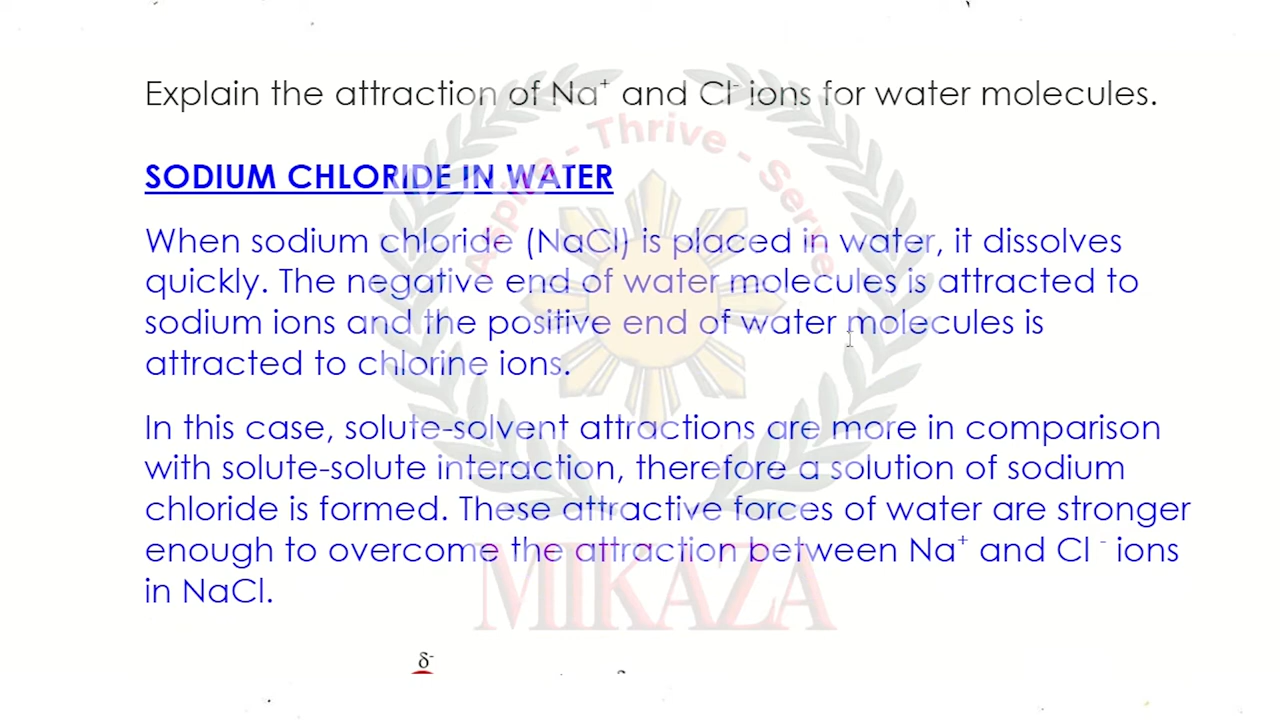 Explain the attraction of Na⁺ and Cl⁻ ions for water molecules.
Aspire - Thrive - Serve
SODIUM CHLORIDE IN WATER
When sodium chloride (NaCl) is placed in water, it dissolves
quickly. The negative end of water molecules is attracted to
sodium ions and the positive end of water molecules is
attracted to chlorine ions.
In this case, solute-solvent attractions are more in comparison
with solute-solute interaction, therefore a solution of sodium
chloride is formed. These attractive forces of water are stronger
enough to overcome the attraction between Na⁺ and Cl ⁻ ions
in NaCl.
MIKAZA
δ⁻